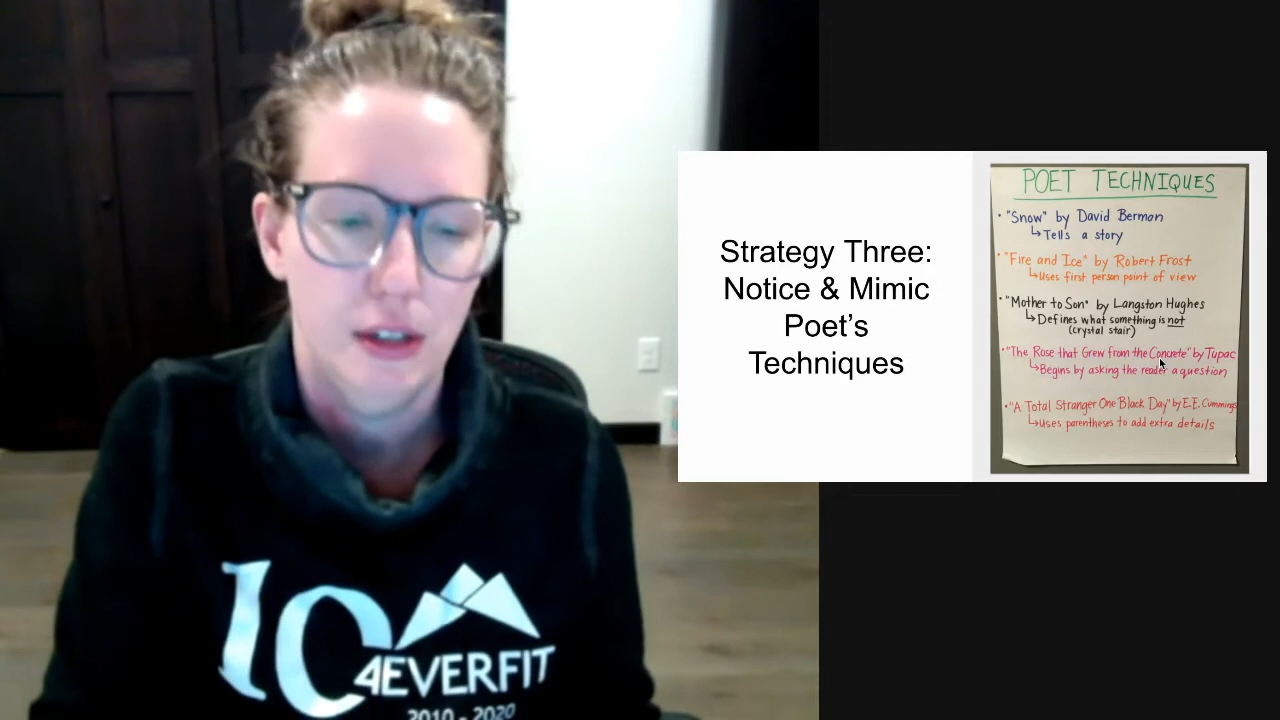 Strategy Three:
Notice & Mimic
Poet’s
Techniques
POET TECHNIQUES
• "Snow" by David Berman
↳Tells a story
• "Fire and Ice" by Robert Frost
↳Uses first person point of view
• "Mother to Son" by Langston Hughes
↳Defines what something is not
(crystal stair)
• "The Rose that Grew from the Concrete" by Tupac
↳Begins by asking the reader a question
• "A Total Stranger One Black Day" by E.E. Cummings
↳Uses parentheses to add extra details
10
4EVERFIT
2010 - 2020